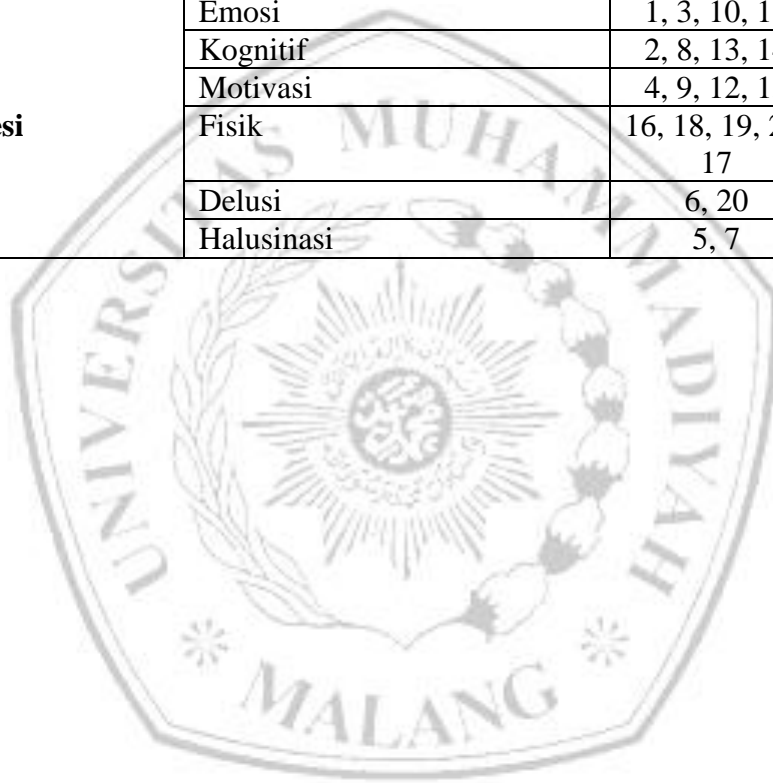 Emosi 1, 3, 10, 1
Kognitif 2, 8, 13, 1
Motivasi 4, 9, 12, 1
esi Fisik 16, 18, 19, 2
17
Delusi 6, 20
Halusinasi 5, 7
UNIVERSITAS MUHAMMADIYAH
MALANG